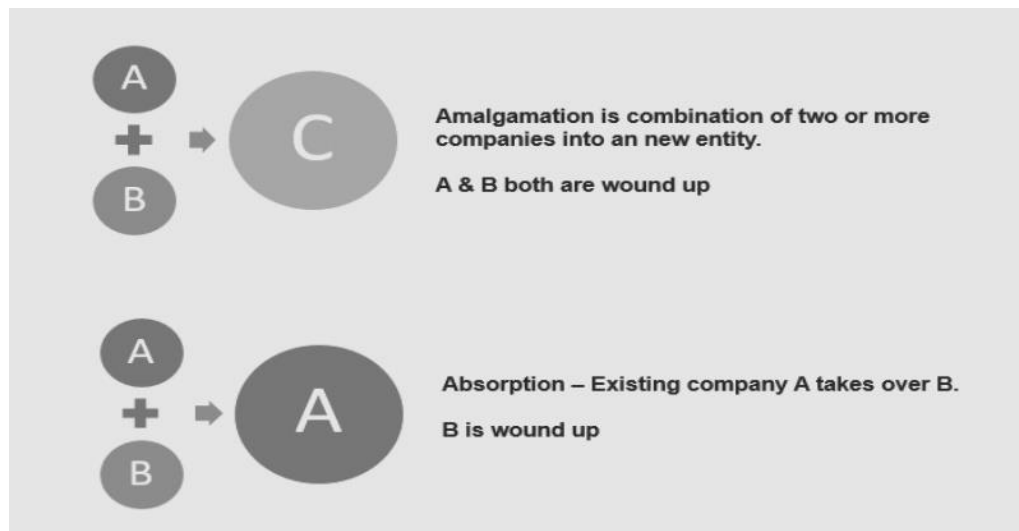 A
B
C
Amalgamation is combination of two or more
companies into an new entity.
A & B both are wound up
A
B
A
Absorption – Existing company A takes over B.
B is wound up